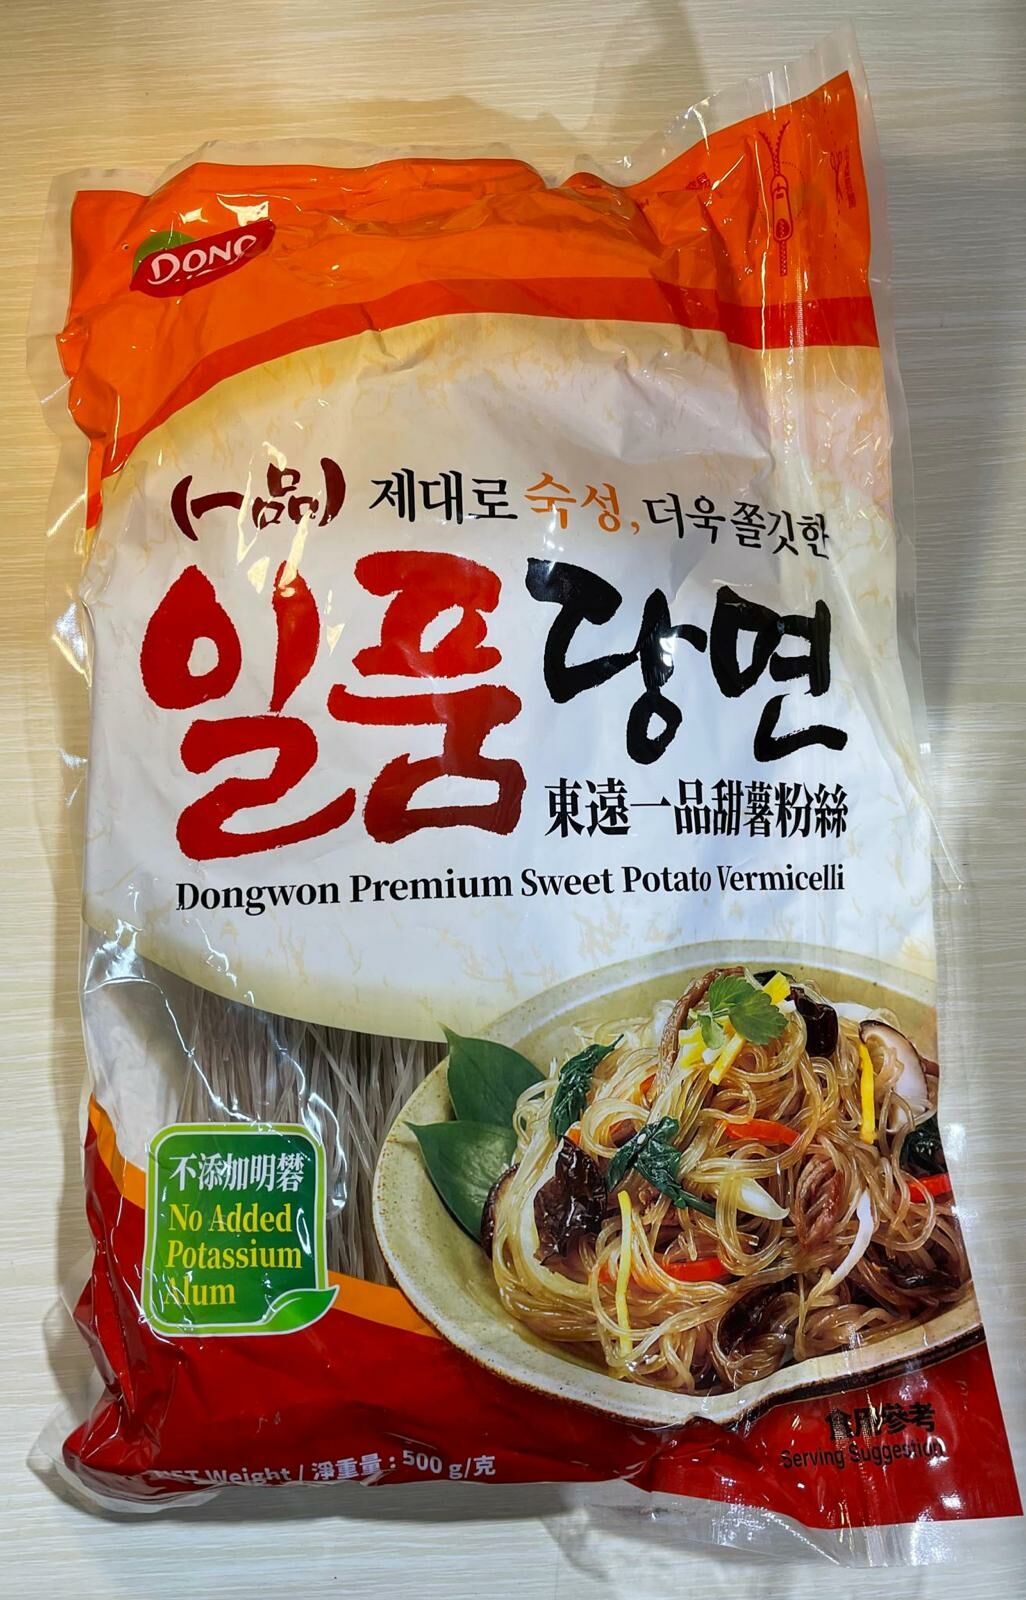 DONG
(一品) 제대로 숙성, 더욱 쫄깃한
일품당면
東遠一品甜薯粉絲
Dongwon Premium Sweet Potato Vermicelli
不添加明礬
No Added
Potassium
Alum
食用參考
Serving Suggestion
NET Weight / 淨重量 : 500 g/克